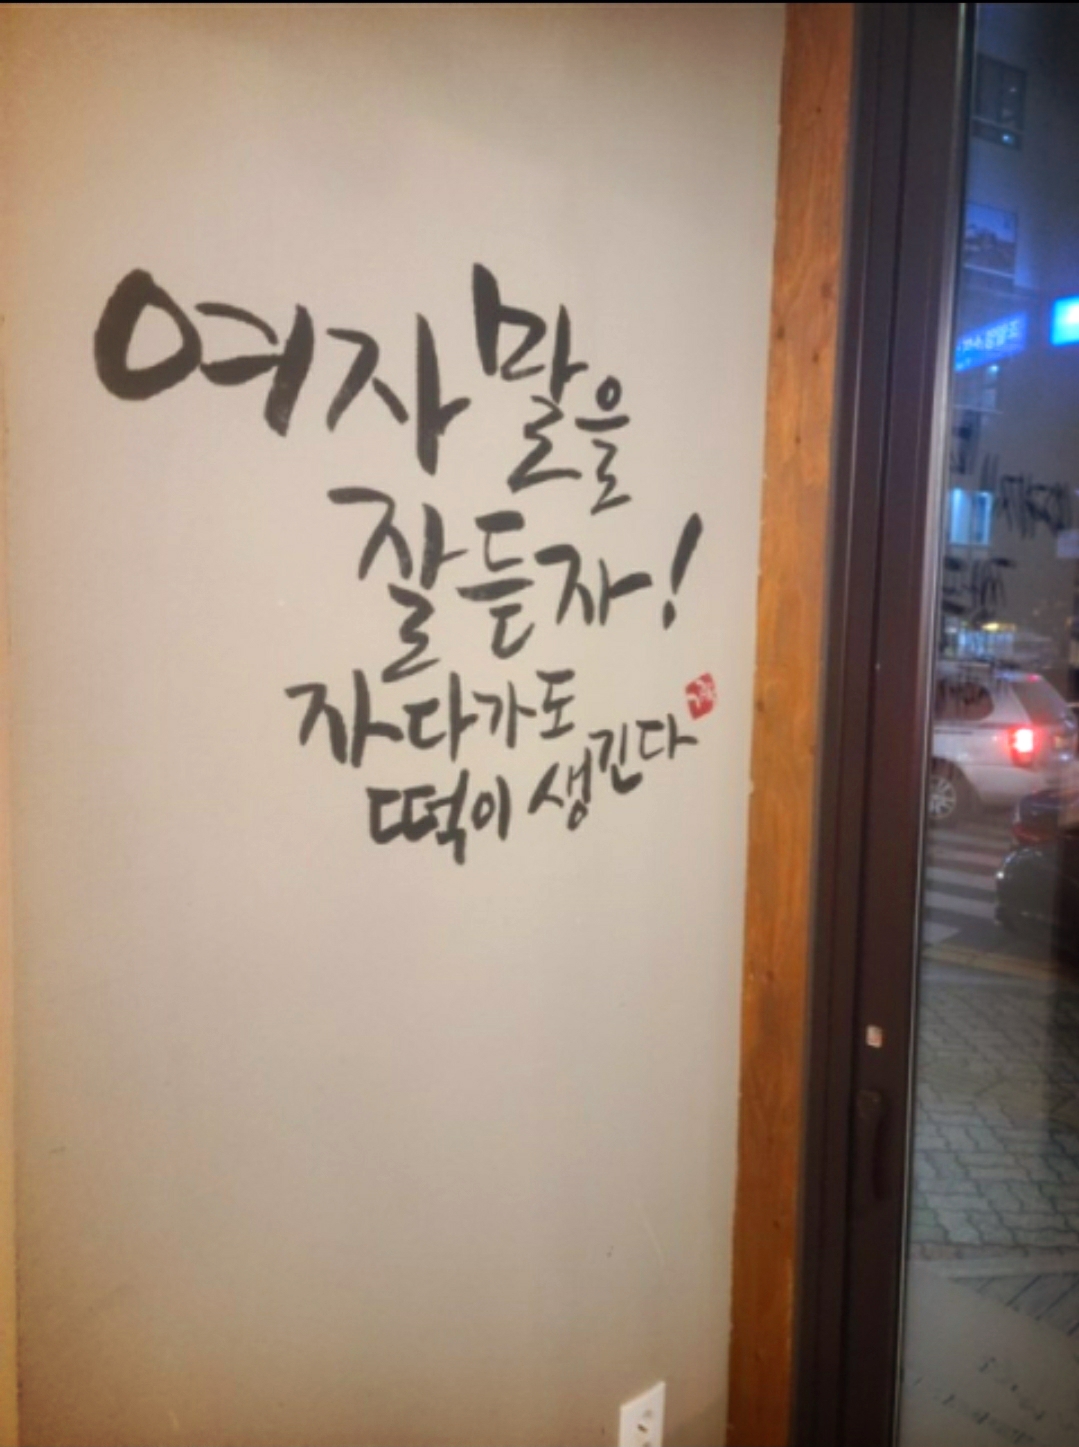 여자 말을
잘 듣자!
자다가도
떡이 생긴다